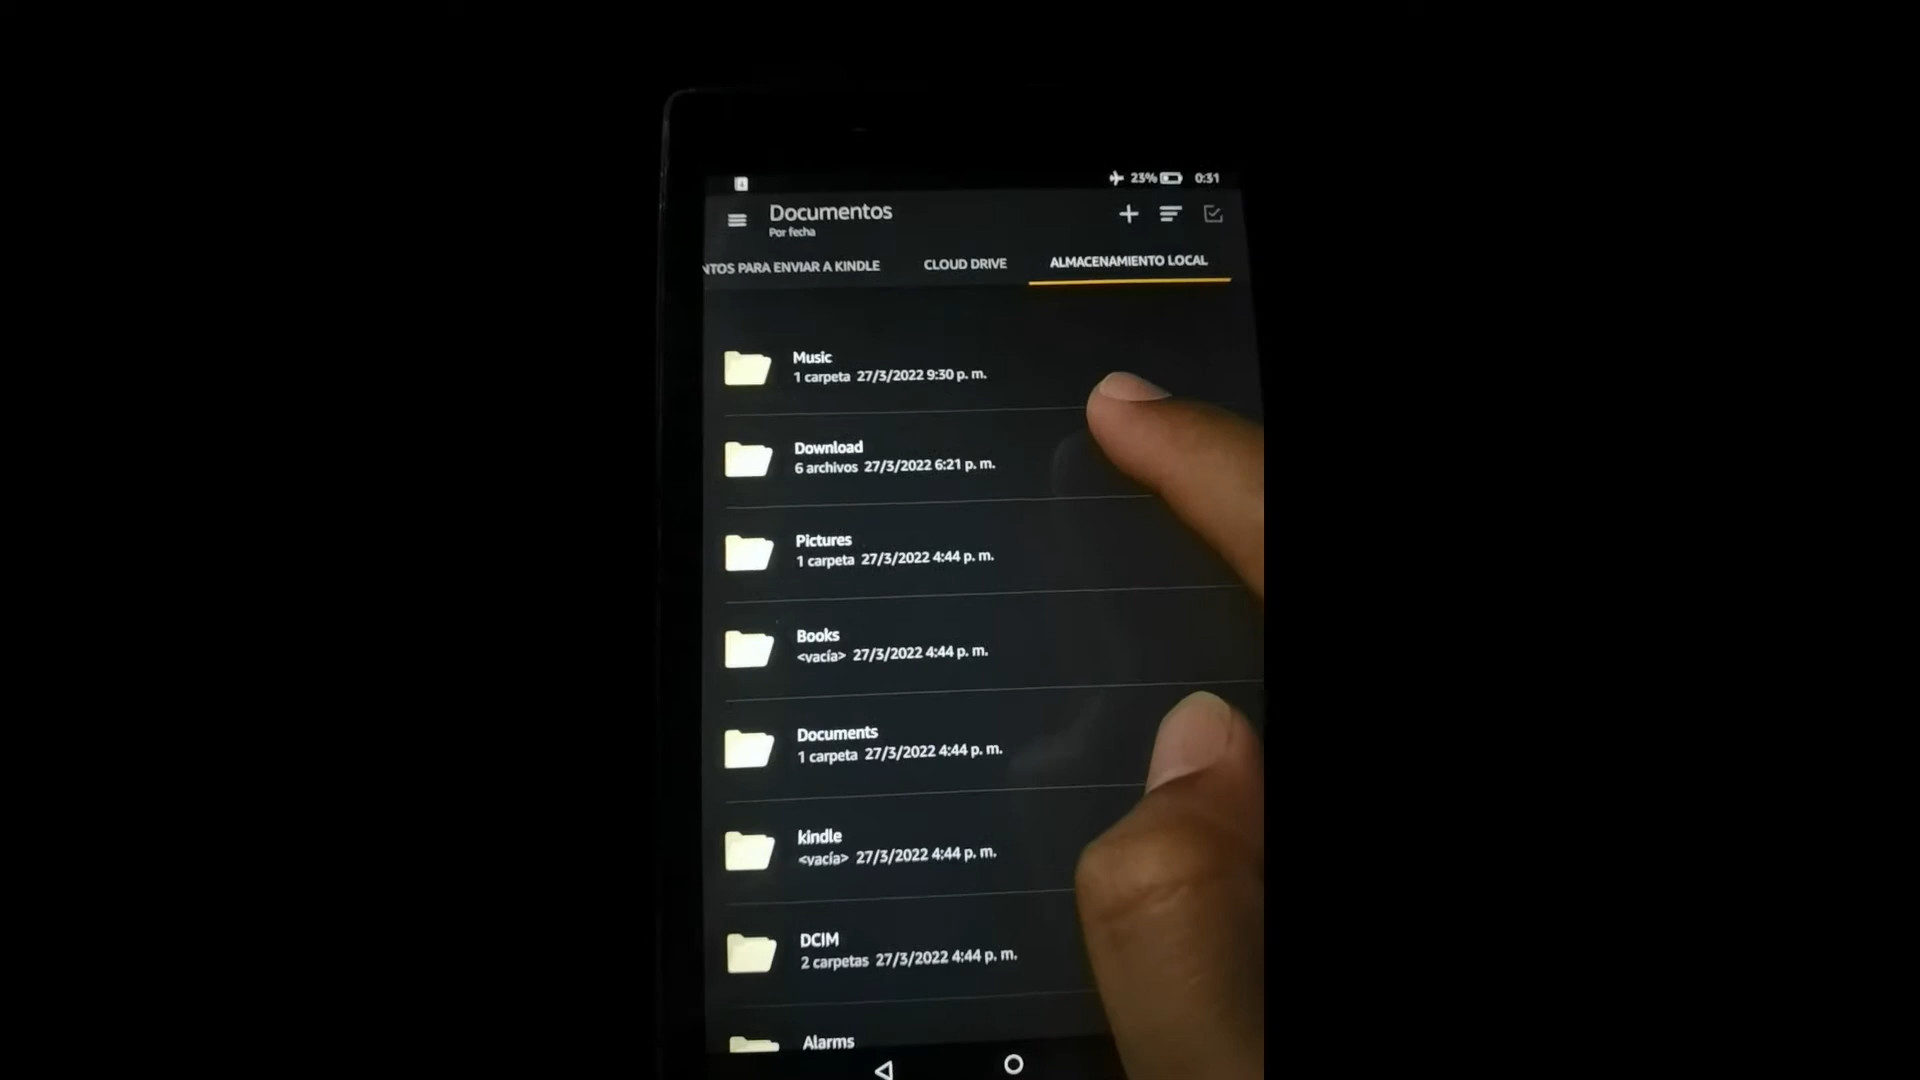 23% 0:31
Documentos
Por fecha
NTOS PARA ENVIAR A KINDLE CLOUD DRIVE ALMACENAMIENTO LOCAL
Music
1 carpeta 27/3/2022 9:30 p. m.
Download
6 archivos 27/3/2022 6:21 p. m.
Pictures
1 carpeta 27/3/2022 4:44 p. m.
Books
<vacía> 27/3/2022 4:44 p. m.
Documents
1 carpeta 27/3/2022 4:44 p. m.
kindle
<vacía> 27/3/2022 4:44 p. m.
DCIM
2 carpetas 27/3/2022 4:44 p. m.
Alarms